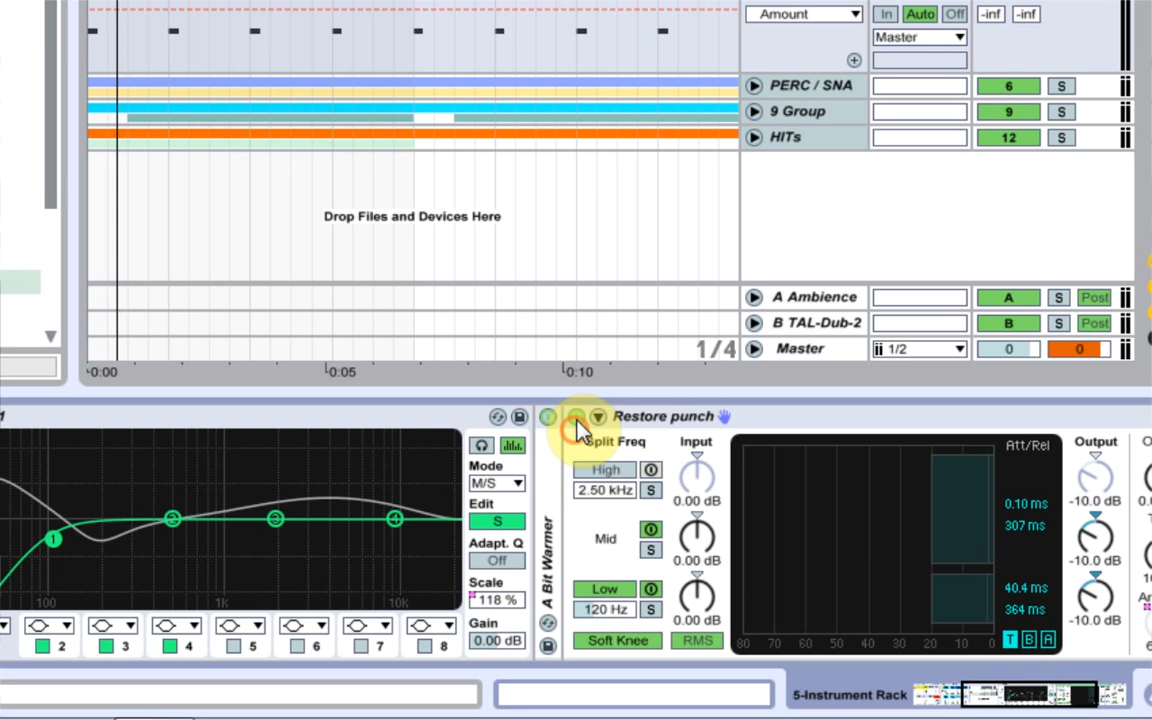 Amount
In Auto Off
-inf -inf
Master
PERC / SNA
6 S
9 Group
9 S
HITs
12 S
Drop Files and Devices Here
A Ambience
A S Post
B TAL-Dub-2
B S Post
1/4
Master
1/2
0 0
0:00
0:05
0:10
Restore punch
Mode
M/S
Edit
S
Adapt. Q
Off
Scale
118 %
Gain
0.00 dB
1 2 3 4
100
1K
10K
2 3 4 5 6 7 8
A Bit Warmer
Split Freq
Input
High
2.50 kHz
S
0.00 dB
Mid
S
0.00 dB
Low
120 Hz
S
0.00 dB
Soft Knee
RMS
80 70 60 50 40 30 20 10 0
Att/Rel
0.10 ms
307 ms
40.4 ms
364 ms
T B A
Output
-10.0 dB
-10.0 dB
-10.0 dB
5-Instrument Rack